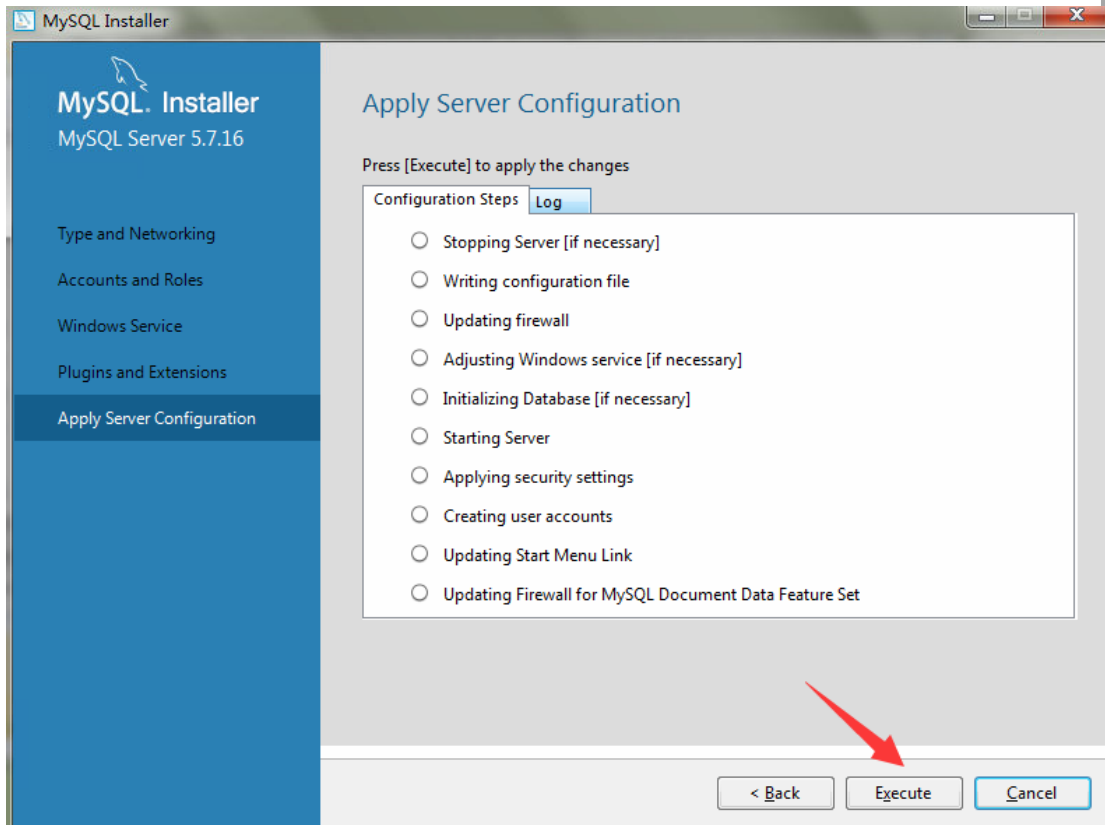 MySQL Installer
MySQL. Installer
MySQL Server 5.7.16
Type and Networking
Accounts and Roles
Windows Service
Plugins and Extensions
Apply Server Configuration
Apply Server Configuration
Press [Execute] to apply the changes
Configuration Steps Log
Stopping Server [if necessary]
Writing configuration file
Updating firewall
Adjusting Windows service [if necessary]
Initializing Database [if necessary]
Starting Server
Applying security settings
Creating user accounts
Updating Start Menu Link
Updating Firewall for MySQL Document Data Feature Set
< Back Execute Cancel